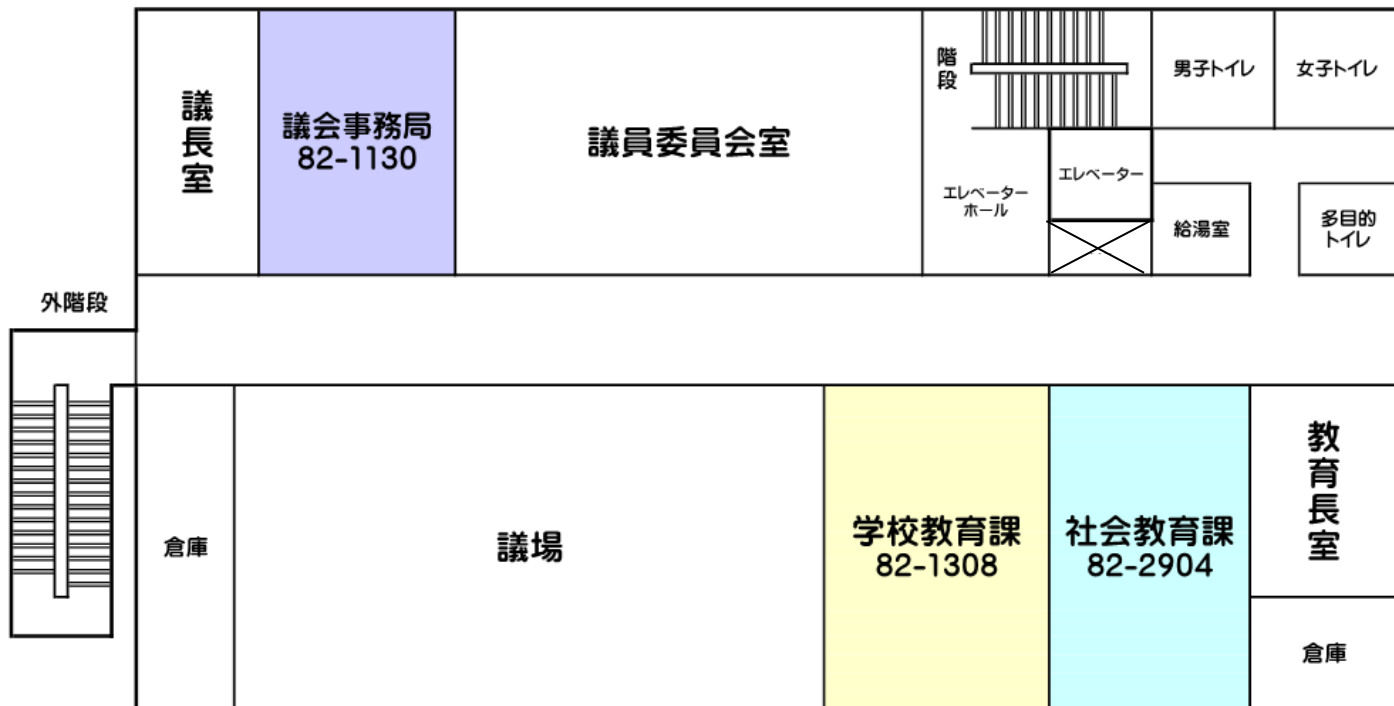 議長室
議会事務局
82-1130
議員委員会室
階段
男子トイレ
女子トイレ
エレベーター
ホール
エレベーター
給湯室
多目的
トイレ
外階段
倉庫
議場
学校教育課
82-1308
社会教育課
82-2904
教育長室
倉庫